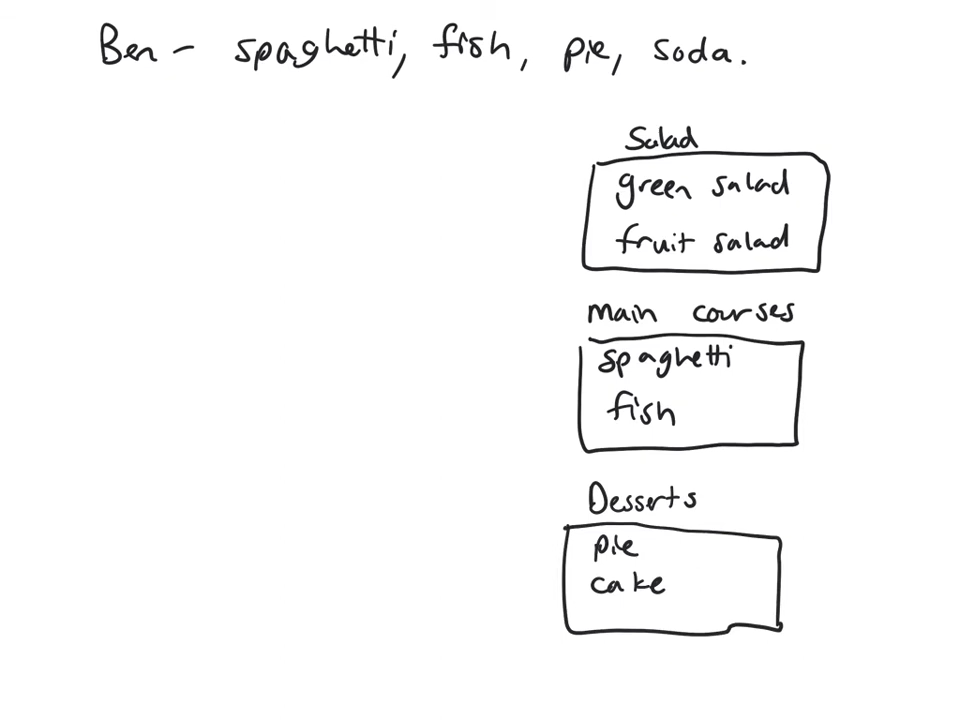 Ben - spaghetti, fish, pie, soda.
Salad
green salad
fruit salad
main courses
spaghetti
fish
Desserts
pie
cake